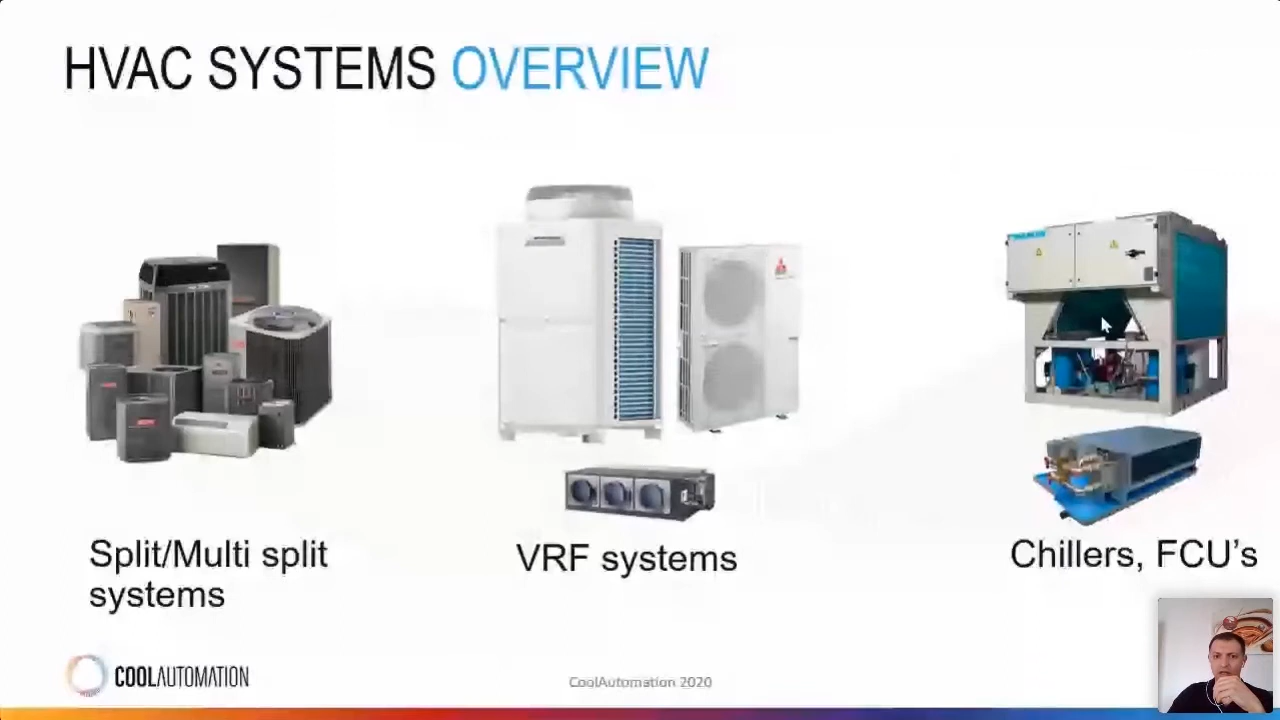 HVAC SYSTEMS OVERVIEW
Split/Multi split
systems
VRF systems
Chillers, FCU’s
COOLAUTOMATION
CoolAutomation 2020